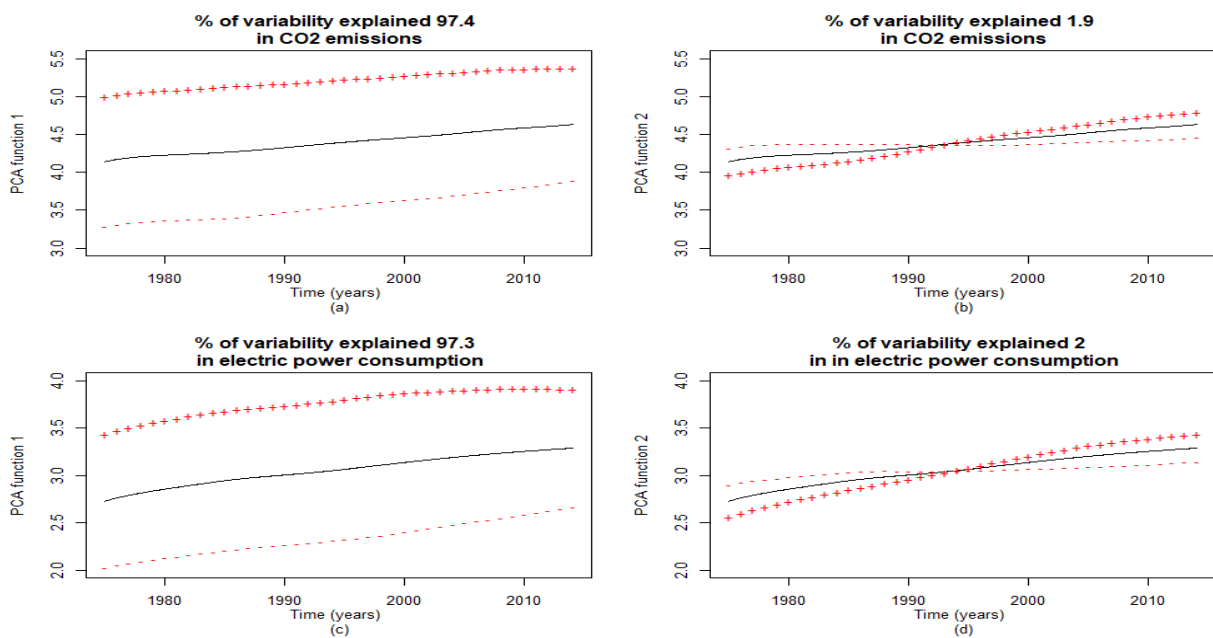 % of variability explained 97.4
in CO2 emissions
PCA function 1
5.5
5.0
4.5
4.0
3.5
3.0
1980
1990
2000
2010
Time (years)
(a)
% of variability explained 1.9
in CO2 emissions
PCA function 2
5.5
5.0
4.5
4.0
3.5
3.0
1980
1990
2000
2010
Time (years)
(b)
% of variability explained 97.3
in electric power consumption
PCA function 1
4.0
3.5
3.0
2.5
2.0
1980
1990
2000
2010
Time (years)
(c)
% of variability explained 2
in in electric power consumption
PCA function 2
4.0
3.5
3.0
2.5
2.0
1980
1990
2000
2010
Time (years)
(d)